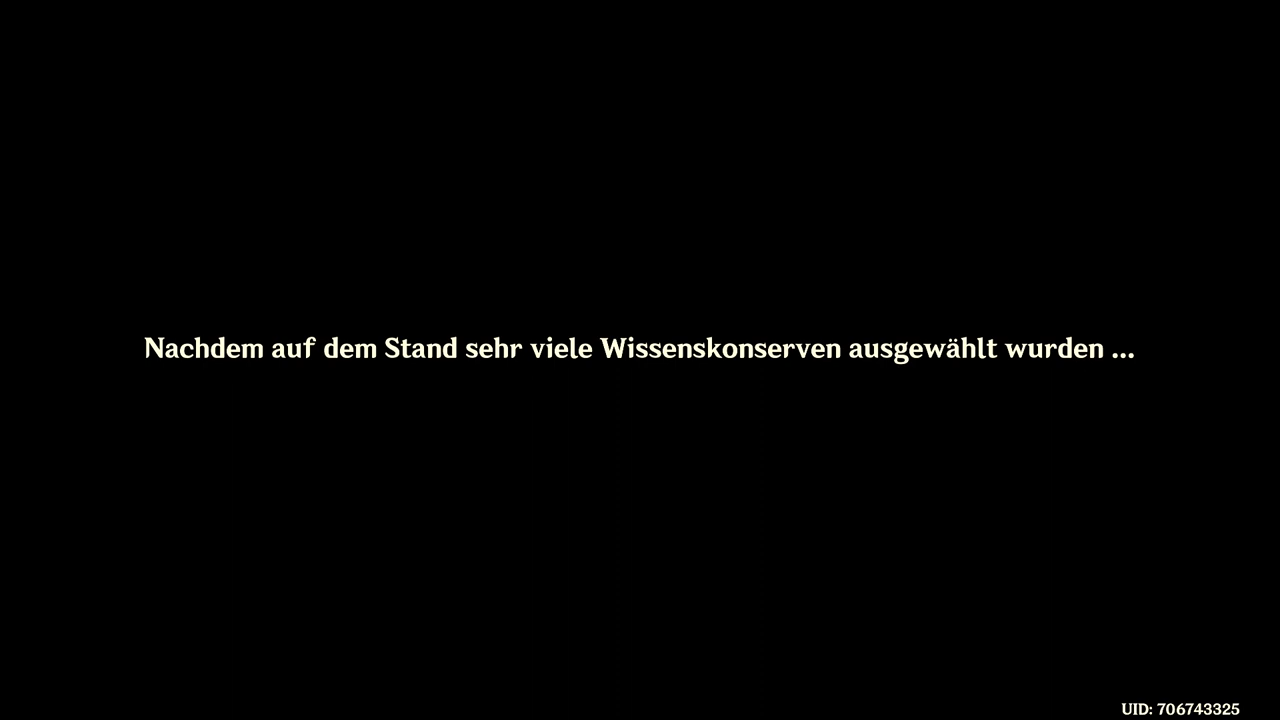 Nachdem auf dem Stand sehr viele Wissenskonserven ausgewählt wurden ...
UID: 706743325